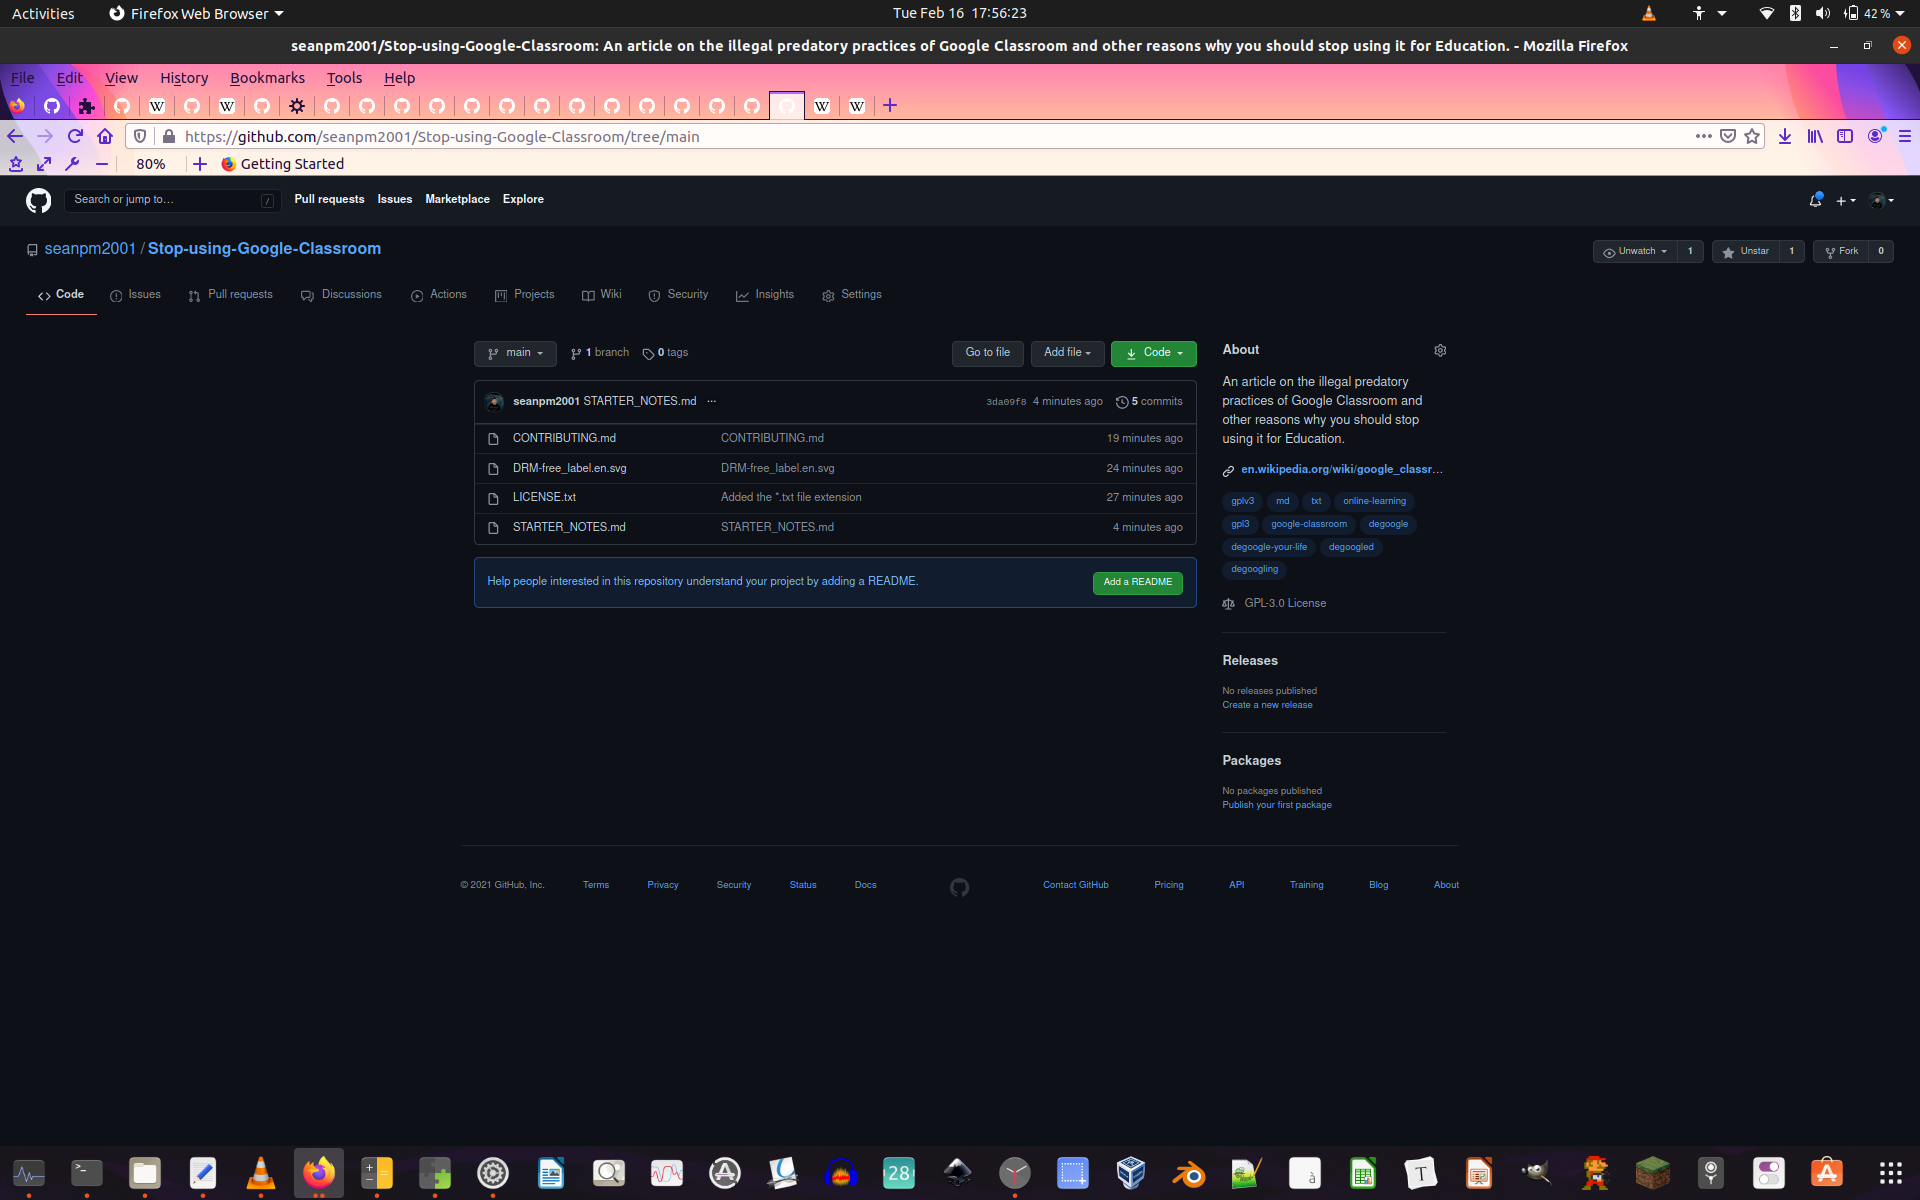 Activities Firefox Web Browser Tue Feb 16 17:56:23 42 %
seanpm2001/Stop-using-Google-Classroom: An article on the illegal predatory practices of Google Classroom and other reasons why you should stop using it for Education. - Mozilla Firefox
File Edit View History Bookmarks Tools Help
https://github.com/seanpm2001/Stop-using-Google-Classroom/tree/main
80% Getting Started
Search or jump to… / Pull requests Issues Marketplace Explore
seanpm2001 / Stop-using-Google-Classroom Unwatch 1 Unstar 1 Fork 0
Code Issues Pull requests Discussions Actions Projects Wiki Security Insights Settings
main 1 branch 0 tags Go to file Add file Code
seanpm2001 STARTER_NOTES.md ... 3da09f8 4 minutes ago 5 commits
CONTRIBUTING.md CONTRIBUTING.md 19 minutes ago
DRM-free_label.en.svg DRM-free_label.en.svg 24 minutes ago
LICENSE.txt Added the *.txt file extension 27 minutes ago
STARTER_NOTES.md STARTER_NOTES.md 4 minutes ago
Help people interested in this repository understand your project by adding a README. Add a README
About
An article on the illegal predatory
practices of Google Classroom and
other reasons why you should stop
using it for Education.
en.wikipedia.org/wiki/google_classr…
gplv3 md txt online-learning
gpl3 google-classroom degoogle
degoogle-your-life degoogled
degoogling
GPL-3.0 License
Releases
No releases published
Create a new release
Packages
No packages published
Publish your first package
© 2021 GitHub, Inc. Terms Privacy Security Status Docs Contact GitHub Pricing API Training Blog About
28